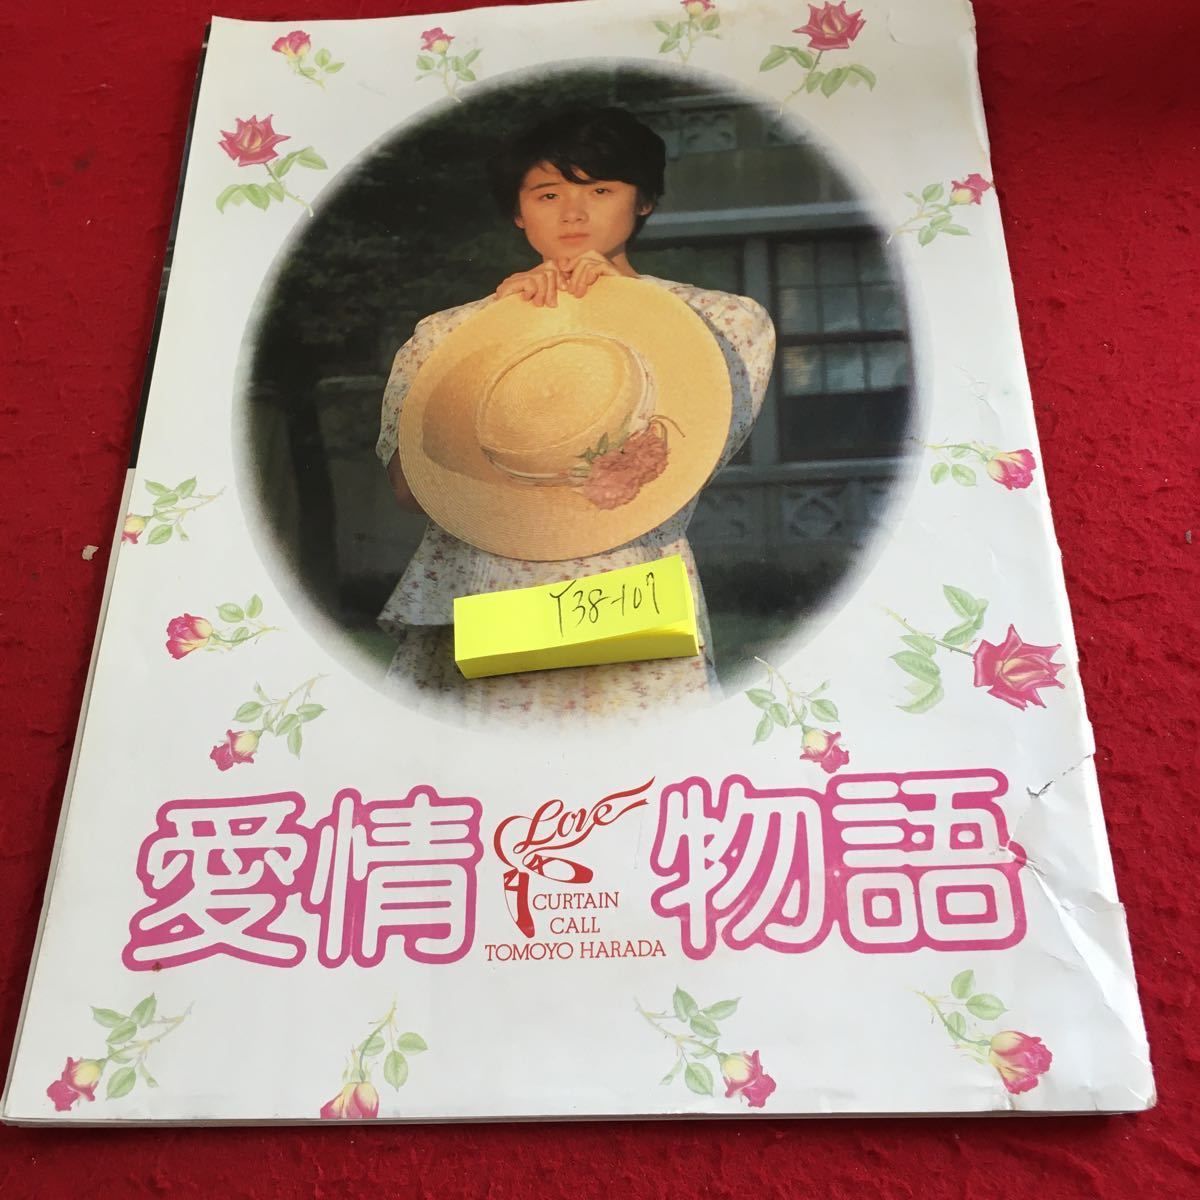 Y38-107
愛情物語
Love
CURTAIN
CALL
TOMOYO HARADA